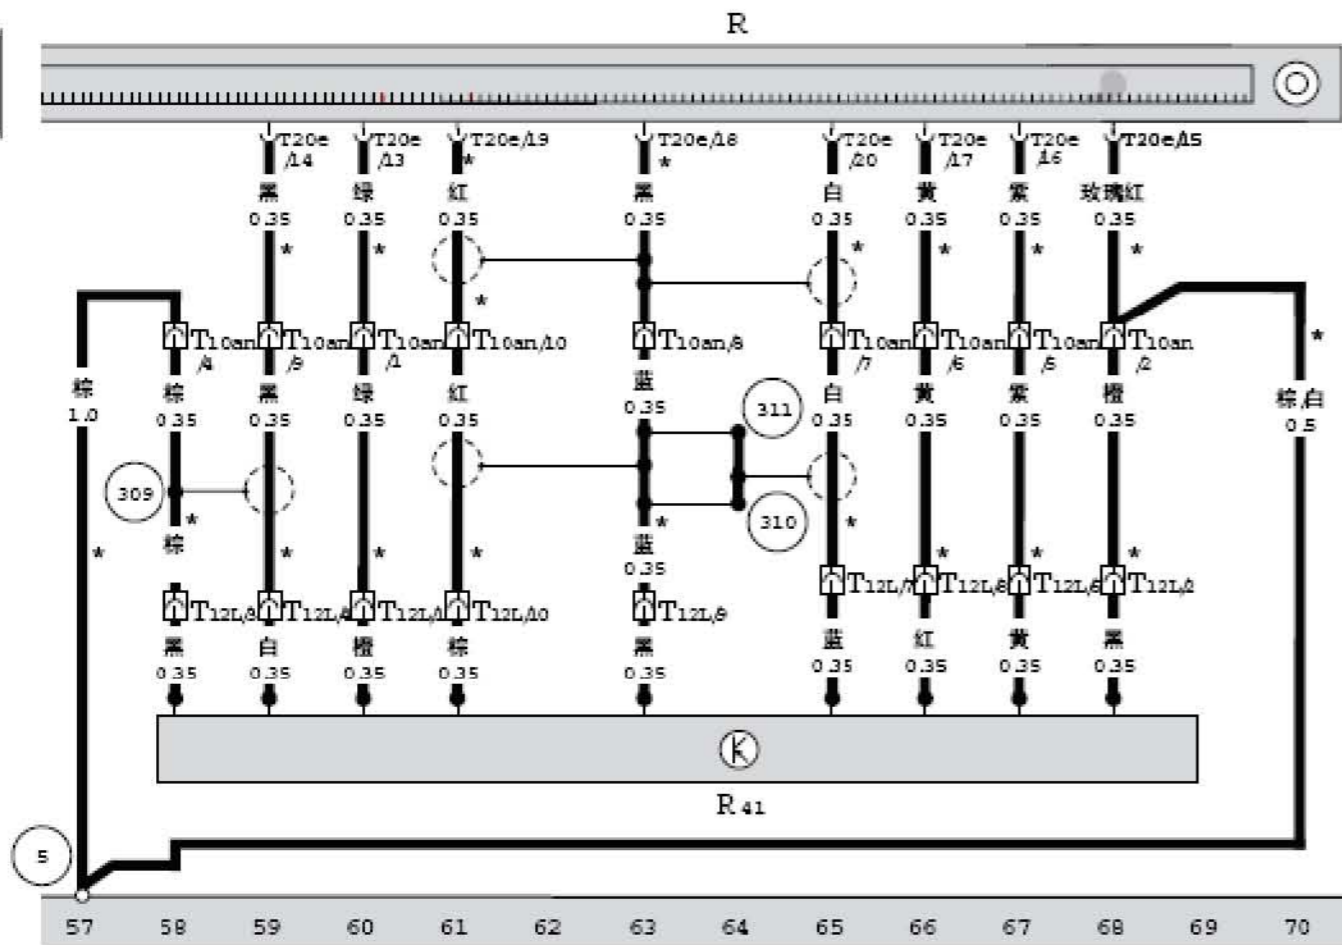 R
T20e T20e T20e/19 T20e/18 T20e T20e T20e T20e/15
/14 /13 * * /20 /17 /16
黑 绿 红 黑 白 黄 紫 玫瑰红
0.35 0.35 0.35 0.35 0.35 0.35 0.35 0.35
* * * * * *
*
T10an T10an T10an/10 T10an/8 T10an T10an T10an T10an *
/4 /9 /1 /7 /6 /5 /2
棕 棕 黑 绿 红 蓝 白 黄 紫 橙 棕/白
1.0 0.35 0.35 0.35 0.35 0.35 311 0.35 0.35 0.35 0.35 0.5
309
* * 310 *
棕 蓝
* * * * * * *
0.35
T12L/7 T12L/8 T12L/2
T12L/3 T12L/10 T12L/9
黑 白 橙 棕 黑 蓝 红 黄 黑
0.35 0.35 0.35 0.35 0.35 0.35 0.35 0.35 0.35
K
R41
5
57 58 59 60 61 62 63 64 65 66 67 68 69 70